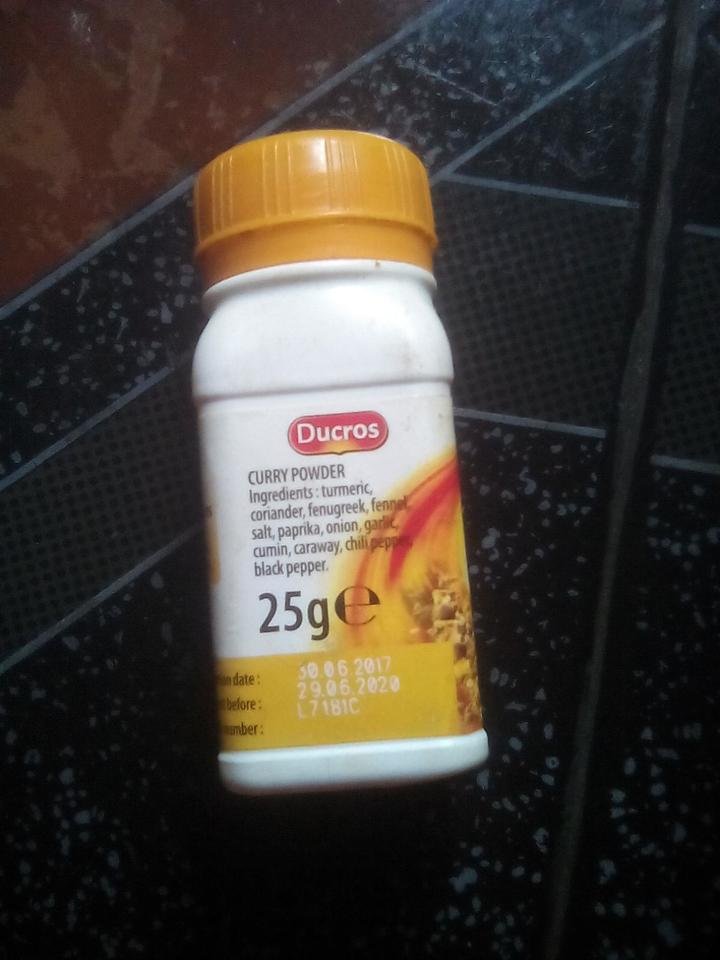 Ducros
CURRY POWDER
Ingredients : turmeric,
coriander, fenugreek, fennel,
salt, paprika, onion, garlic,
cumin, caraway, chili pepper,
black pepper.
25g℮
date : 30.06 2017
before : 29.06.2020
number : L7181C